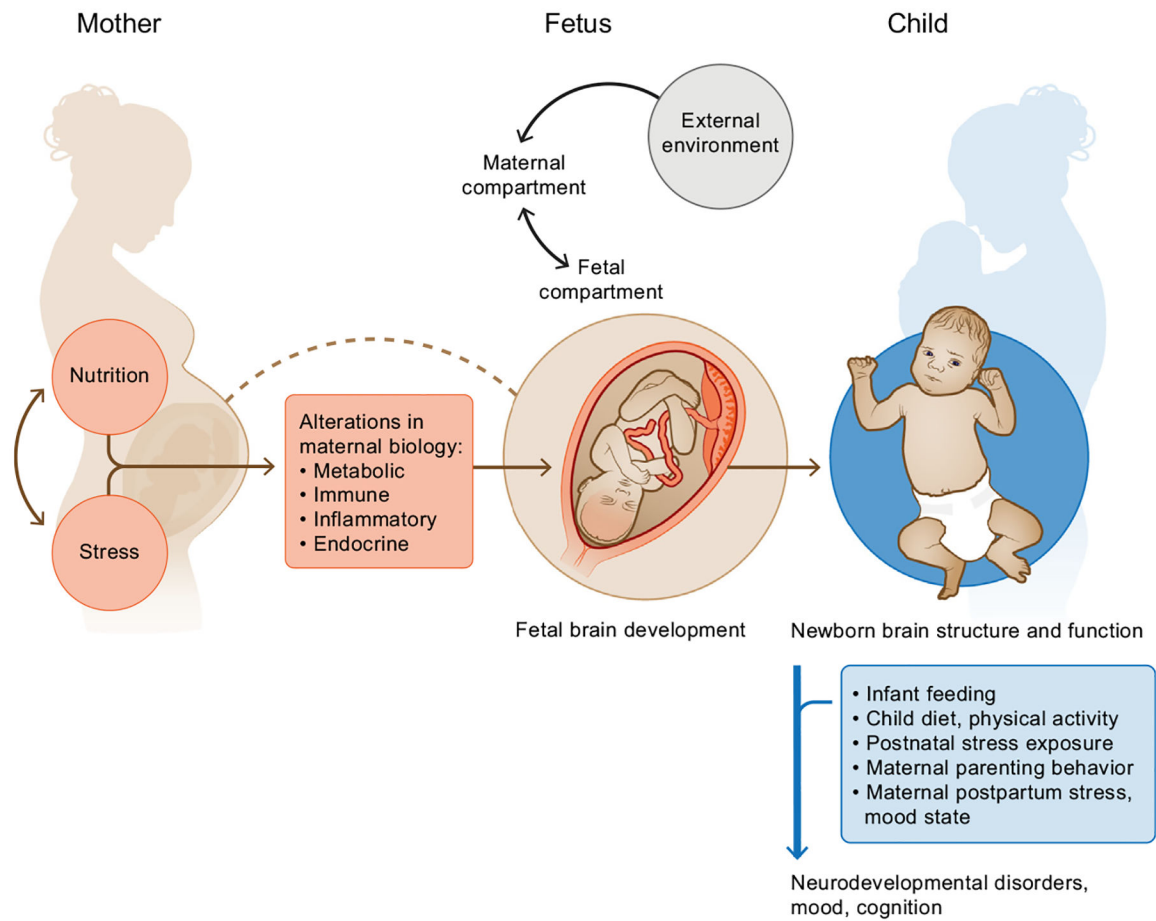 Mother
Fetus
Child
External
environment
Maternal
compartment
Fetal
compartment
Nutrition
Stress
Alterations in
maternal biology:
• Metabolic
• Immune
• Inflammatory
• Endocrine
Fetal brain development
Newborn brain structure and function
• Infant feeding
• Child diet, physical activity
• Postnatal stress exposure
• Maternal parenting behavior
• Maternal postpartum stress,
mood state
Neurodevelopmental disorders,
mood, cognition